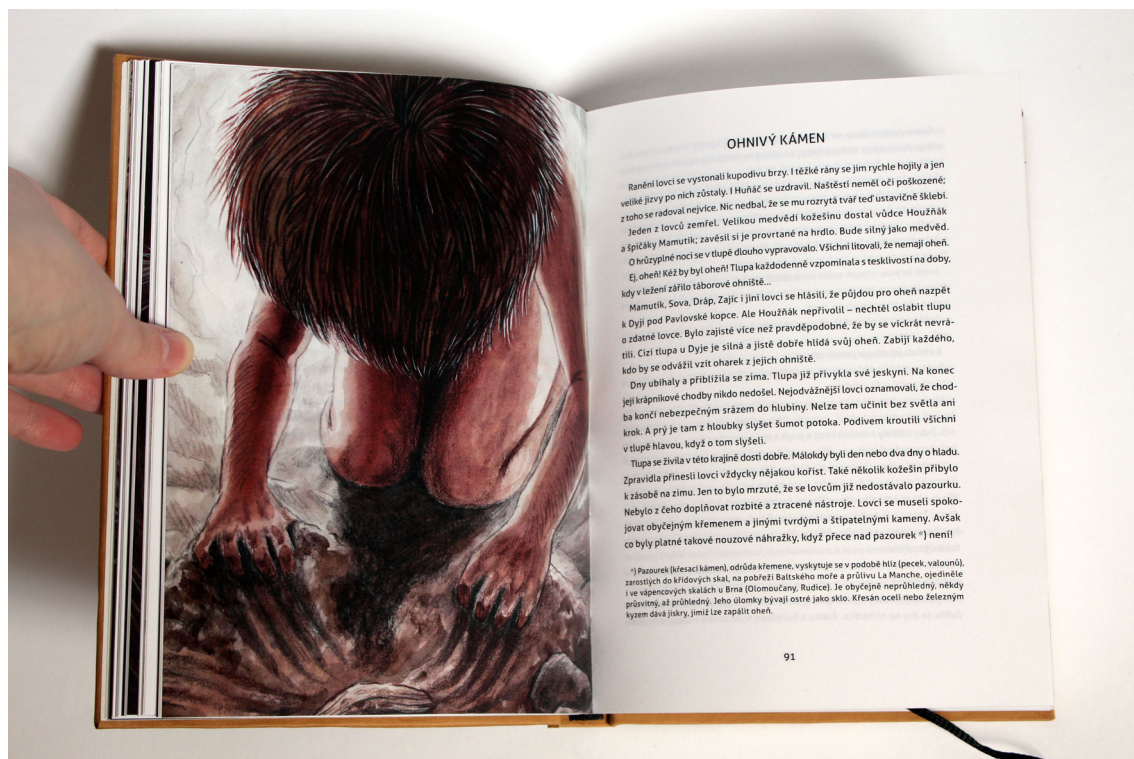 OHNIVÝ KÁMEN
Ranění lovci se vystonali kupodivu brzy. I těžké rány se jim rychle hojily a jen
veliké jizvy po nich zůstaly. I Huňáč se uzdravil. Naštěstí neměl oči poškozené;
z toho se radoval nejvíce. Nic nedbal, že se mu rozrytá tvář teď ustavičně šklebí.
Jeden z lovců zemřel. Velikou medvědí kožešinu dostal vůdce Houžňák
a špičáky Mamutík; zavěsil si je provrtané na hrdlo. Bude silný jako medvěd.
O hrůzyplné noci se v tlupě dlouho vypravovalo. Všichni litovali, že nemají oheň.
Ej, oheň! Kéž by byl oheň! Tlupa každodenně vzpomínala s teskliv​ostí na doby,
kdy v ležení zářilo táborové ohniště...
Mamutík, Sova, Dráp, Zajíc i jiní lovci se hlásili, že půjdou pro oheň nazpět
k Dyji pod Pavlovské kopce. Ale Houžňák nepřivolil – nechtěl oslabit tlupu
o zdatné lovce. Bylo zajisté více než pravděpodobné, že by se víckrát nevrá-
tili. Cizí tlupa u Dyje je silná a jistě dobře hlídá svůj oheň. Zabijí každého,
kdo by se odvážil vzít oharek z jejich ohniště.
Dny ubíhaly a přiblížila se zima. Tlupa již přivykla své jeskyni. Na konec
její krápníkové chodby nikdo nedošel. Nejodvážnější lovci oznamovali, že chod-
ba končí nebezpečným srázem do hlubiny. Nelze tam učinit bez světla ani
krok. A prý je tam z hloubky slyšet šumot potoka. Podivem kroutili všichni
v tlupě hlavou, když o tom slyšeli.
Tlupa se živila v této krajině dosti dobře. Málokdy byli den nebo dva dny o hladu.
Zpravidla přinesli lovci vždycky nějakou kořist. Také několik kožešin přibylo
k zásobě na zimu. Jen to bylo mrzuté, že se lovcům již nedostávalo pazourku.
Nebylo z čeho doplňovat rozbité a ztracené nástroje. Lovci se museli spoko-
jovat obyčejným křemenem a jinými tvrdými a štípatelnými kameny. Avšak
co byly platné takové nouzové náhražky, když přece nad pazourek *) není!
*) Pazourek (křesací kámen), odrůda křemene, vyskytuje se v podobě hlíz (pecek, valounů),
zarostlých do křídových skal, na pobřeží Baltského moře a průlivu La Manche, ojediněle
i ve vápencových skalách u Brna (Olomoučany, Rudice). Je obyčejně neprůhledný, někdy
průsvitný, až průhledný. Jeho úlomky bývají ostré jako sklo. Křesán ocelí nebo železným
kyzem dává jiskry, jimiž lze zapálit oheň.
91